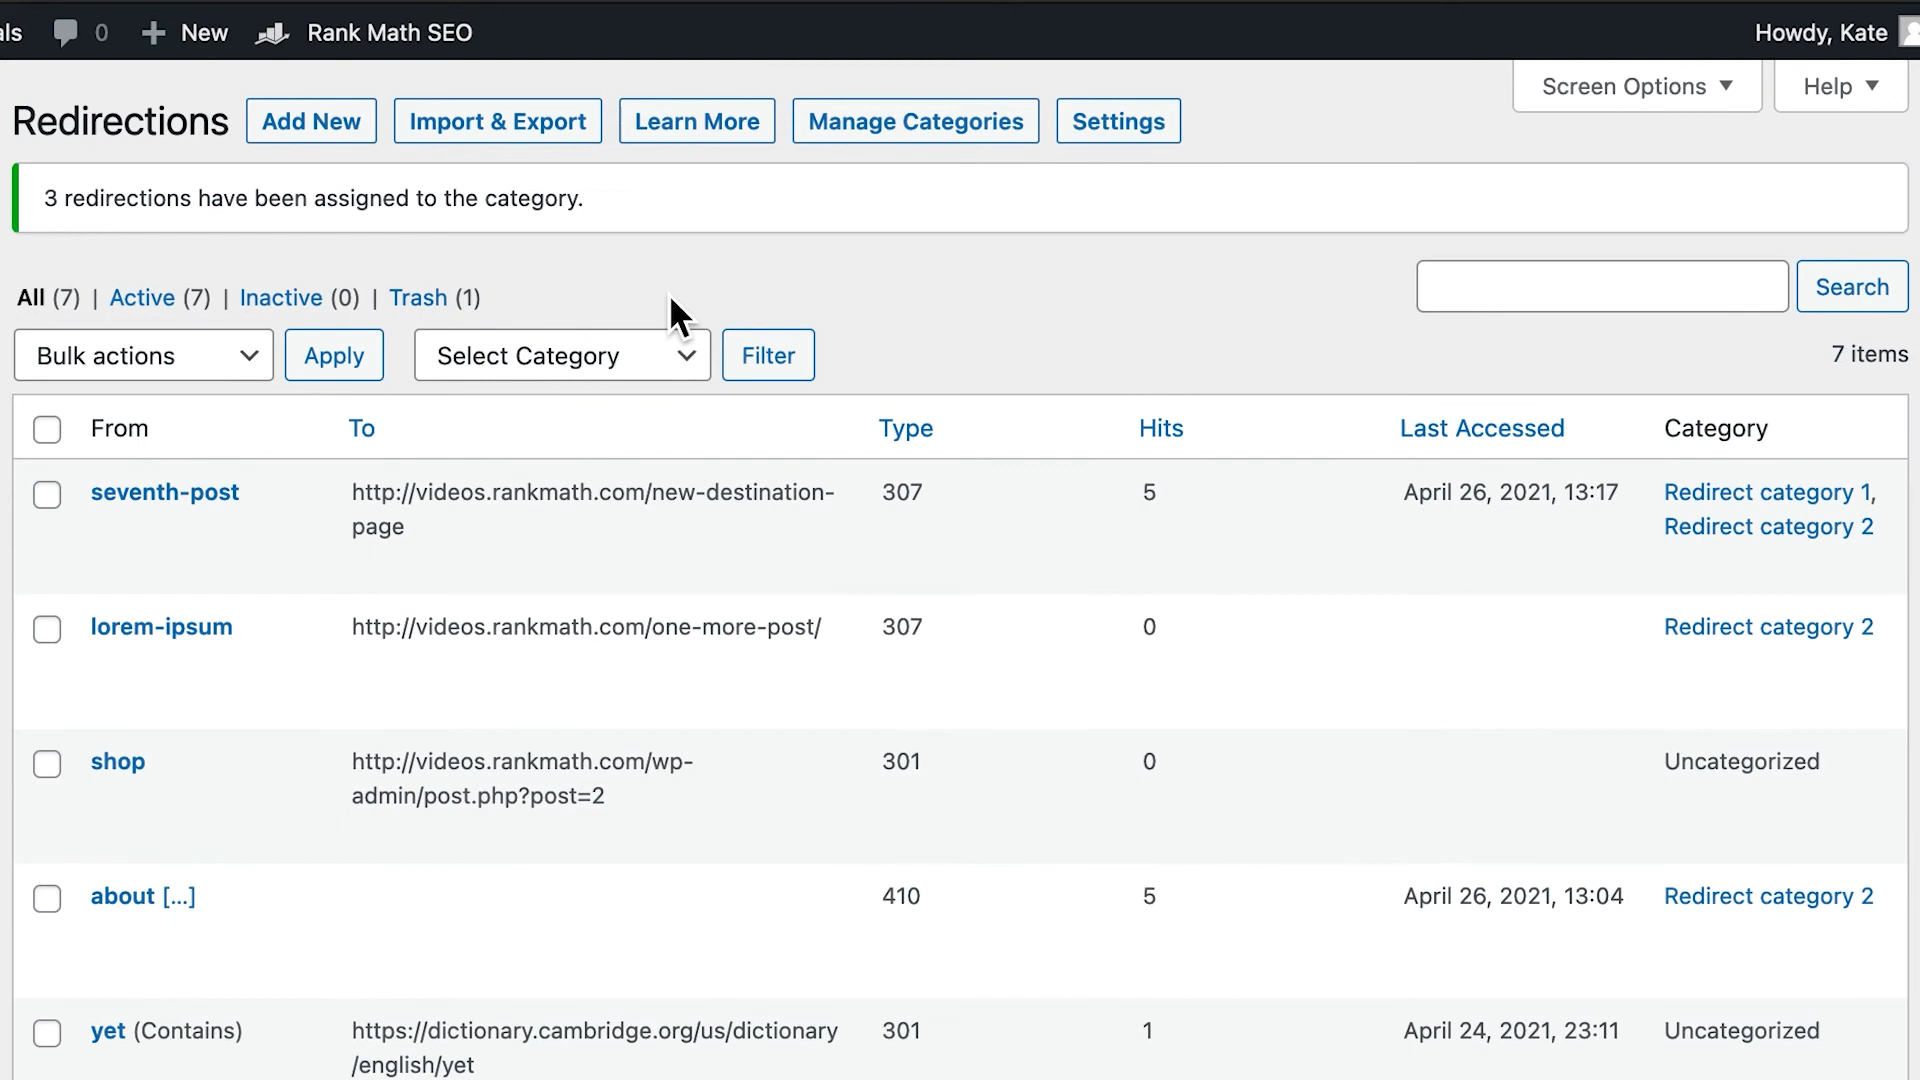 ls 0 New Rank Math SEO Howdy, Kate
Screen Options ▼ Help ▼
Redirections Add New Import & Export Learn More Manage Categories Settings
3 redirections have been assigned to the category.
All (7) | Active (7) | Inactive (0) | Trash (1)
Search
Bulk actions Apply Select Category Filter 7 items
From To Type Hits Last Accessed Category
seventh-post http://videos.rankmath.com/new-destination- 307 5 April 26, 2021, 13:17 Redirect category 1,
page Redirect category 2
lorem-ipsum http://videos.rankmath.com/one-more-post/ 307 0 Redirect category 2
shop http://videos.rankmath.com/wp- 301 0 Uncategorized
admin/post.php?post=2
about [...] 410 5 April 26, 2021, 13:04 Redirect category 2
yet (Contains) https://dictionary.cambridge.org/us/dictionary 301 1 April 24, 2021, 23:11 Uncategorized
/english/yet